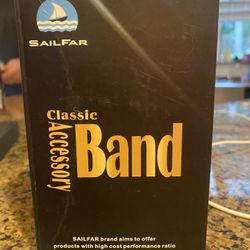 SAILFAR
Classic
Accessory
Band
SAILFAR brand aims to offer
products with high cost performance ratio